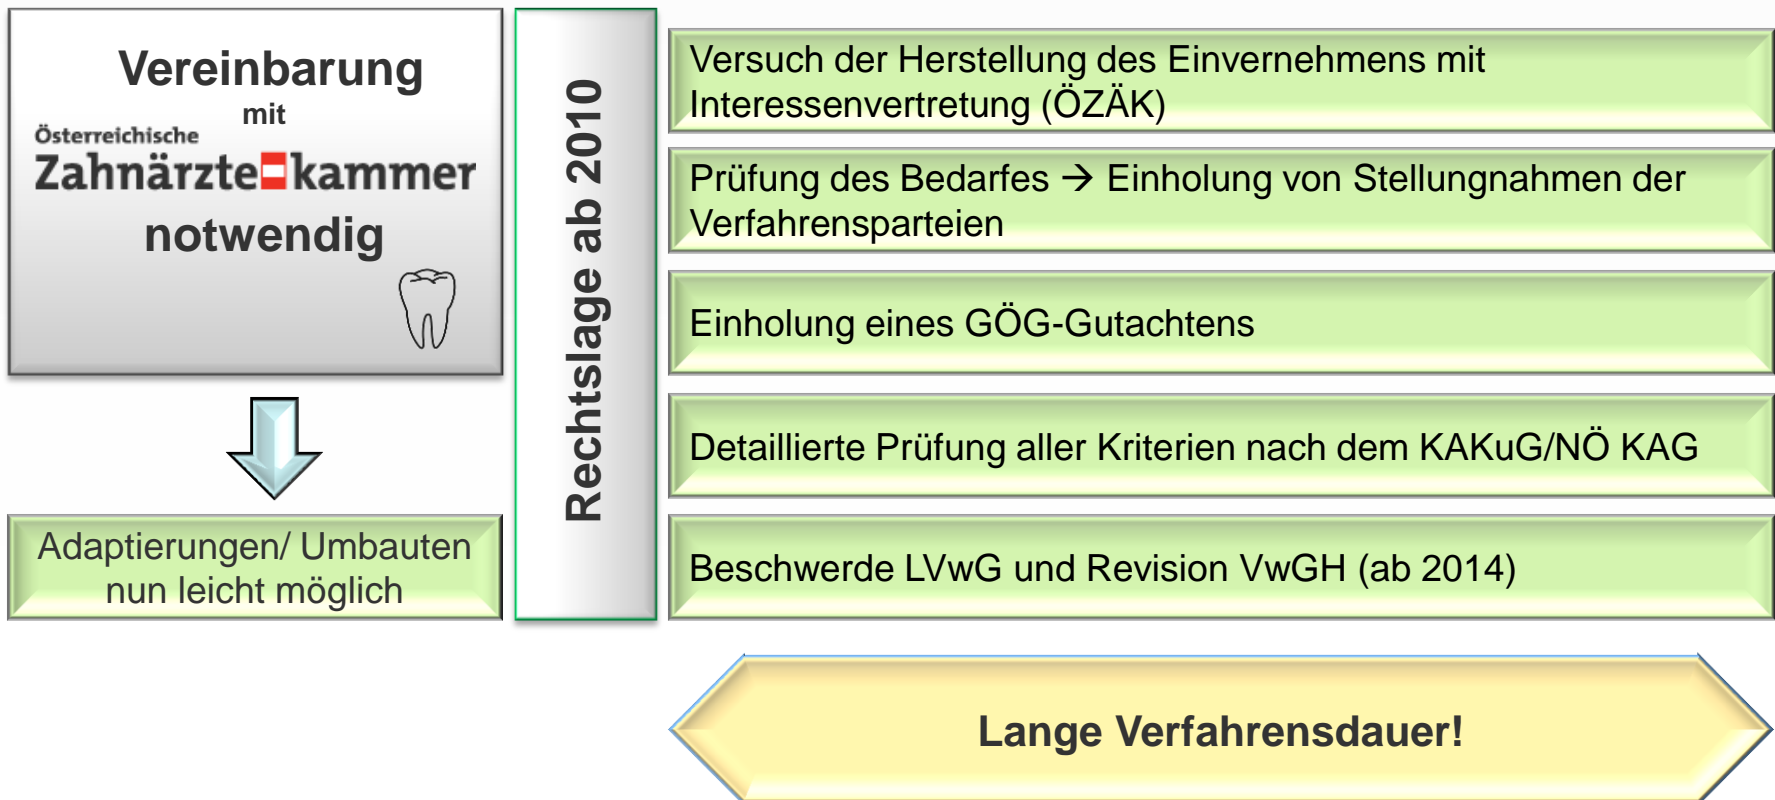 Vereinbarung
mit
Österreichische
Zahnärztekammer
notwendig
Adaptierungen/ Umbauten
nun leicht möglich
Rechtslage ab 2010
Versuch der Herstellung des Einvernehmens mit
Interessenvertretung (ÖZÄK)
Prüfung des Bedarfes → Einholung von Stellungnahmen der
Verfahrensparteien
Einholung eines GÖG-Gutachtens
Detaillierte Prüfung aller Kriterien nach dem KAKuG/NÖ KAG
Beschwerde LVwG und Revision VwGH (ab 2014)
Lange Verfahrensdauer!